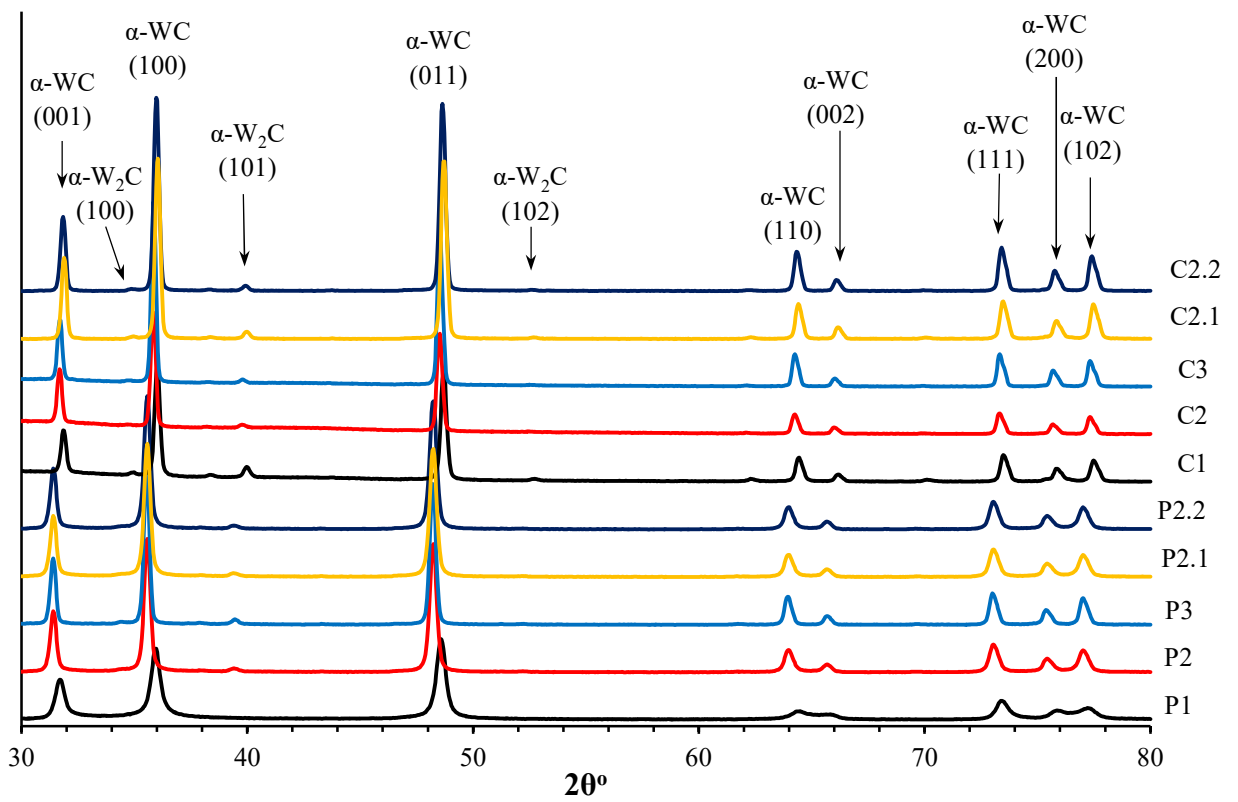 α-WC
(001)
α-W₂C
(100)
α-WC
(100)
α-W₂C
(101)
α-WC
(011)
α-W₂C
(102)
α-WC
(110)
α-WC
(002)
α-WC
(111)
α-WC
(200)
α-WC
(102)
C2.2
C2.1
C3
C2
C1
P2.2
P2.1
P3
P2
P1
30 40 50 60 70 80
2θº